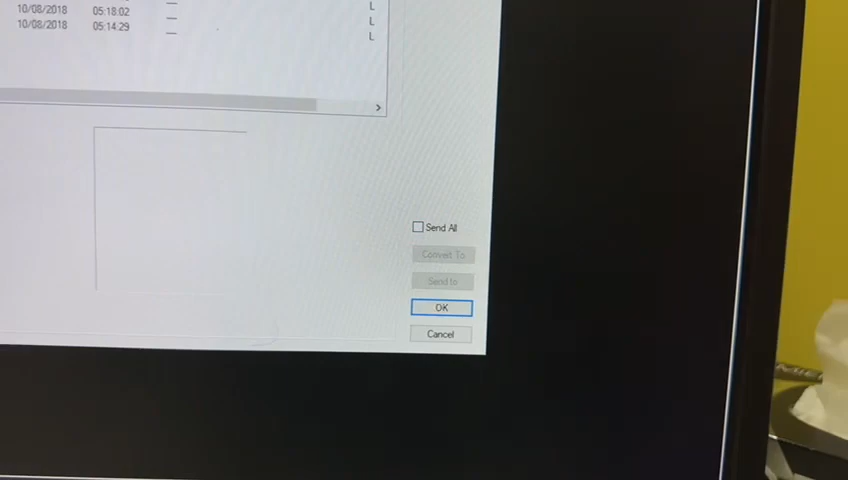 10/08/2018 05:18:02 — L
10/08/2018 05:14:29 — L
L
Send All
Convert To
Send to
OK
Cancel